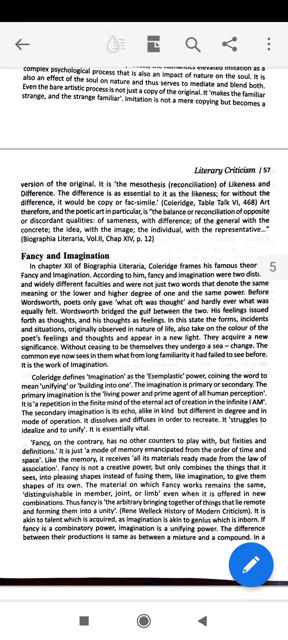 complex psychological process that is also an impact of nature on the soul. It is
also an effect of the soul on nature and thus serves to mediate and blend both.
Even the bare artistic process is not just a copy of the original. It 'makes the familiar
strange, and the strange familiar'. Imitation is not a mere copying but becomes a
Literary Criticism | 57
version of the original. It is 'the mesothesis (reconciliation) of Likeness and
Difference. The difference is as essential to it as the likeness; for without the
difference, it would be copy or fac-simile.' (Coleridge, Table Talk VI, 468) Art
therefore, and the poetic art in particular, is "the balance or reconciliation of opposite
or discordant qualities: of sameness, with difference; of the general with the
concrete; the idea, with the image; the individual, with the representative..."
(Biographia Literaria, Vol.II, Chap XIV, p. 12)
Fancy and Imagination
In chapter XII of Biographia Literaria, Coleridge frames his famous theor
Fancy and Imagination. According to him, fancy and imagination were two disti
and widely different faculties and were not just two words that denote the same
meaning or the lower and higher degree of one and the same power. Before
Wordsworth, poets only gave 'what oft was thought' and hardly ever what was
equally felt. Wordsworth bridged the gulf between the two. His feelings issued
forth as thoughts, and his thoughts as feelings. In this state the forms, incidents
and situations, originally observed in nature of life, also take on the colour of the
poet's feelings and thoughts and appear in a new light. They acquire a new
significance. Without ceasing to be themselves they undergo a sea - change. The
common eye now sees in them what from long familiarity it had failed to see before.
It is the work of Imagination.
5
Coleridge defines 'Imagination' as the 'Esemplastic' power, coining the word to
mean 'unifying' or 'building into one'. The imagination is primary or secondary. The
primary imagination is the 'living power and prime agent of all human perception'.
It is 'a repetition in the finite mind of the eternal act of creation in the infinite I AM'.
The secondary imagination is its echo, alike in kind but different in degree and in
mode of operation. It dissolves and diffuses in order to recreate. It 'struggles to
idealize and to unify'. It is essentially vital.
'Fancy, on the contrary, has no other counters to play with, but fixities and
definitions.' It is just 'a mode of memory emancipated from the order of time and
space'. Like the memory, it receives 'all its materials ready made from the law of
association'. Fancy is not a creative power, but only combines the things that it
sees, into pleasing shapes instead of fusing them, like imagination, to give them
shapes of its own. The material on which Fancy works remains the same,
'distinguishable in member, joint, or limb' even when it is offered in new
combinations. Thus fancy is 'the arbitrary bringing together of things that lie remote
and forming them into a unity'. (Rene Welleck History of Modern Criticism). It is
akin to talent which is acquired, as imagination is akin to genius which is inborn. If
fancy is a combinatory power, imagination is a unifying power. The difference
between their productions is same as between a mixture and a compound. In a